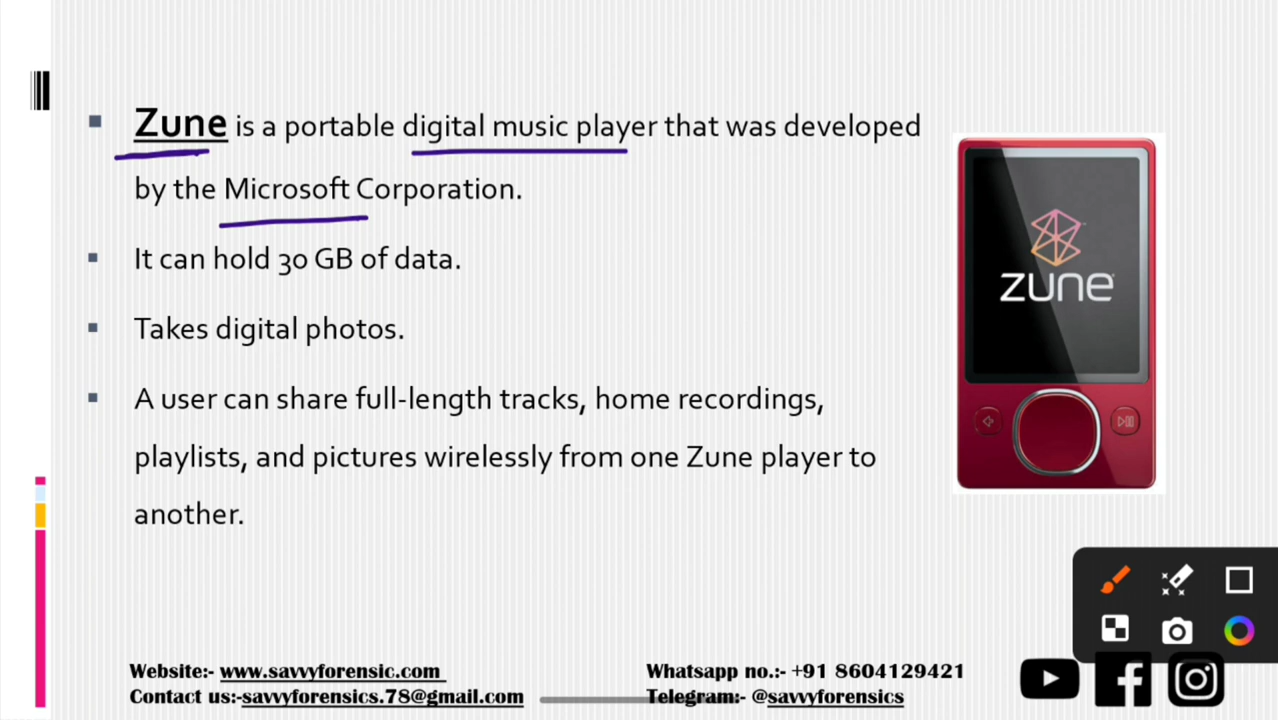 Zune is a portable digital music player that was developed
by the Microsoft Corporation.
It can hold 30 GB of data.
Takes digital photos.
A user can share full-length tracks, home recordings,
playlists, and pictures wirelessly from one Zune player to
another.
zune
Website:- www.savvyforensic.com
Whatsapp no.:- +91 8604129421
Contact us:-savvyforensics.78@gmail.com
Telegram:- @savvyforensics